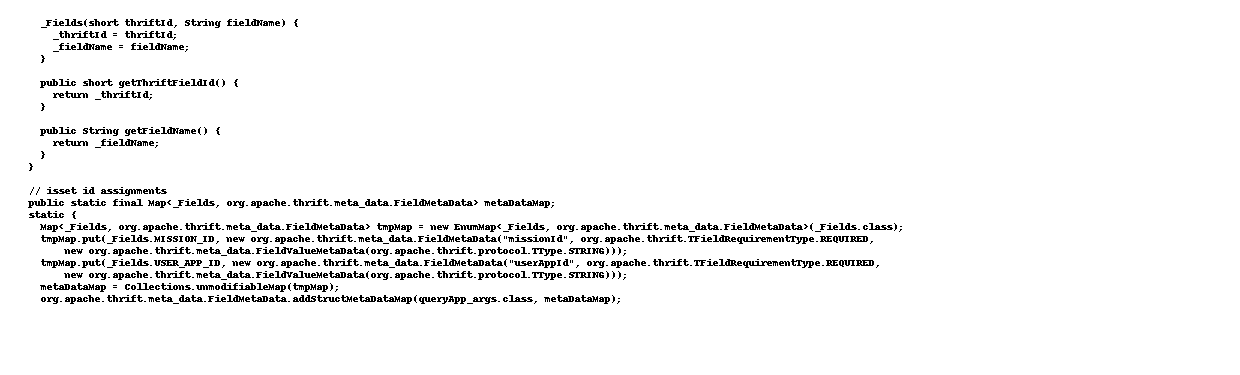 _Fields(short thriftId, String fieldName) {
_thriftId = thriftId;
_fieldName = fieldName;
}
public short getThriftFieldId() {
return _thriftId;
}
public String getFieldName() {
return _fieldName;
}
}
// isset id assignments
public static final Map<_Fields, org.apache.thrift.meta_data.FieldMetaData> metaDataMap;
static {
Map<_Fields, org.apache.thrift.meta_data.FieldMetaData> tmpMap = new EnumMap<_Fields, org.apache.thrift.meta_data.FieldMetaData>(_Fields.class);
tmpMap.put(_Fields.MISSION_ID, new org.apache.thrift.meta_data.FieldMetaData("missionId", org.apache.thrift.TFieldRequirementType.REQUIRED,
new org.apache.thrift.meta_data.FieldValueMetaData(org.apache.thrift.protocol.TType.STRING)));
tmpMap.put(_Fields.USER_APP_ID, new org.apache.thrift.meta_data.FieldMetaData("userAppId", org.apache.thrift.TFieldRequirementType.REQUIRED,
new org.apache.thrift.meta_data.FieldValueMetaData(org.apache.thrift.protocol.TType.STRING)));
metaDataMap = Collections.unmodifiableMap(tmpMap);
org.apache.thrift.meta_data.FieldMetaData.addStructMetaDataMap(queryApp_args.class, metaDataMap);